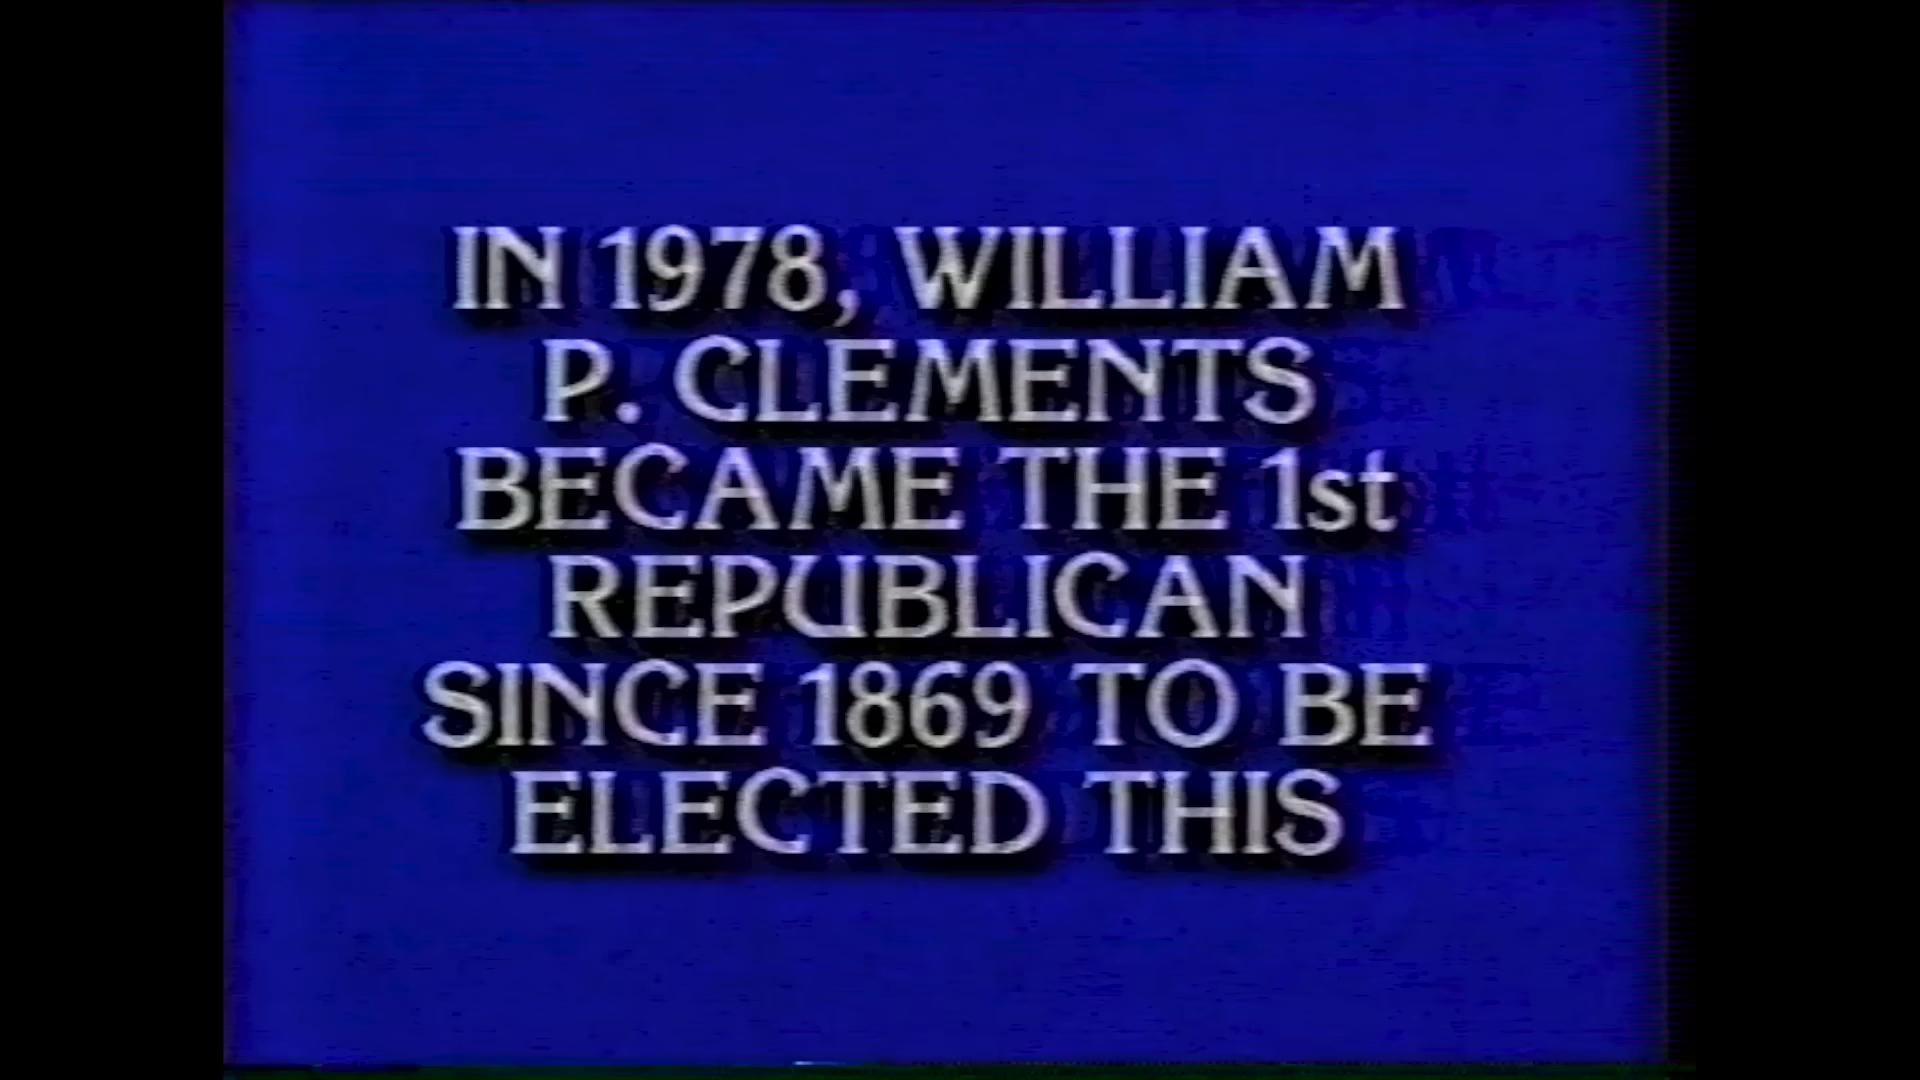 IN 1978, WILLIAM
P. CLEMENTS
BECAME THE 1st
REPUBLICAN
SINCE 1869 TO BE
ELECTED THIS